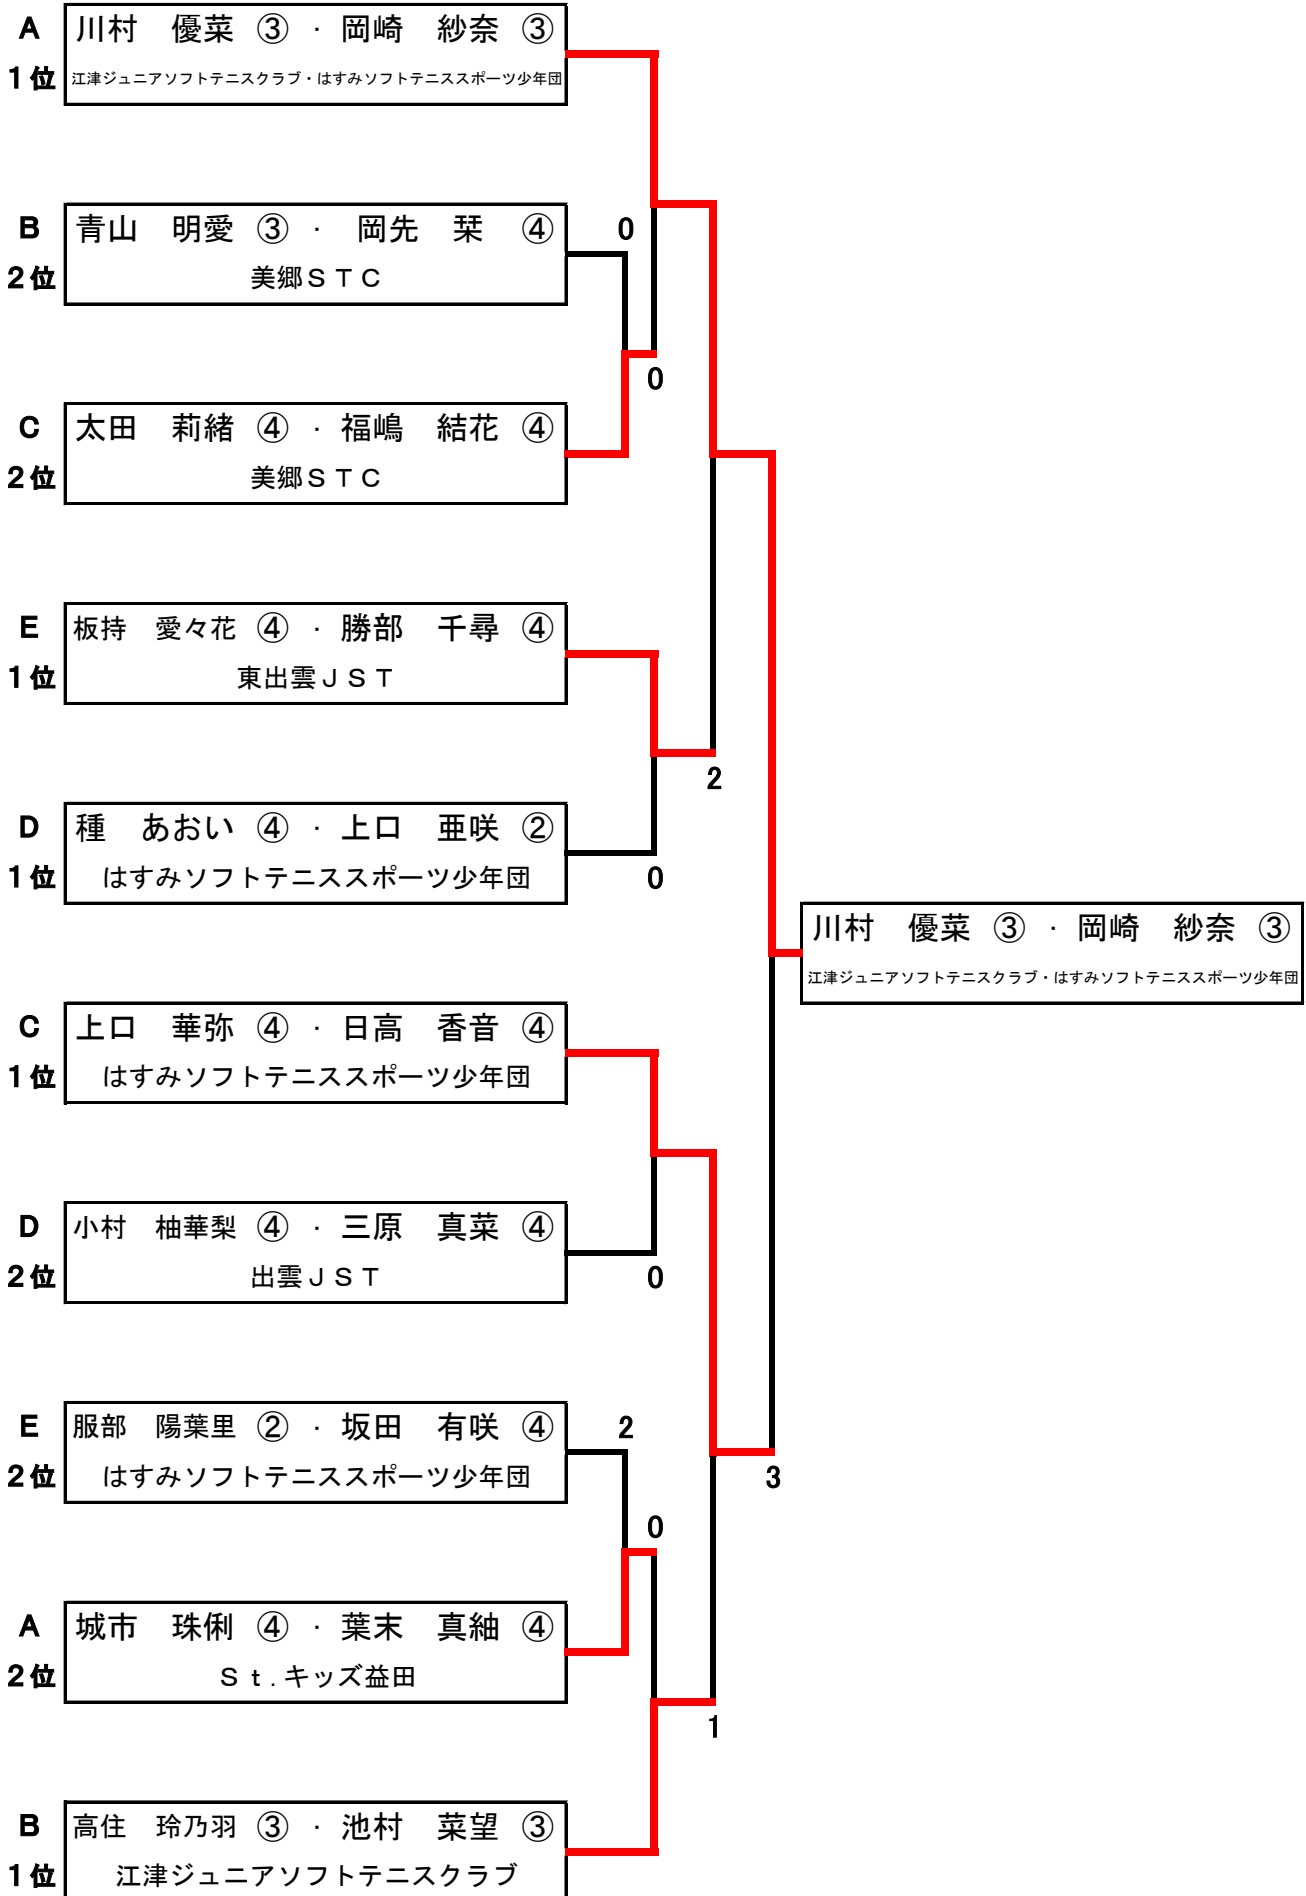 A 川村 優菜 ③ · 岡崎 紗奈 ③
1位 江津ジュニアソフトテニスクラブ・はすみソフトテニススポーツ少年団
B 青山 明愛 ③ · 岡先 栞 ④ 0
2位 美郷ＳＴＣ
0
C 太田 莉緒 ④ · 福嶋 結花 ④
2位 美郷ＳＴＣ
E 板持 愛々花 ④ · 勝部 千尋 ④
1位 東出雲ＪＳＴ
2
D 種 あおい ④ · 上口 亜咲 ②
1位 はすみソフトテニススポーツ少年団 0
川村 優菜 ③ · 岡崎 紗奈 ③
江津ジュニアソフトテニスクラブ・はすみソフトテニススポーツ少年団
C 上口 華弥 ④ · 日高 香音 ④
1位 はすみソフトテニススポーツ少年団
D 小村 柚華梨 ④ · 三原 真菜 ④
2位 出雲ＪＳＴ 0
E 服部 陽葉里 ② · 坂田 有咲 ④ 2
2位 はすみソフトテニススポーツ少年団 3
0
A 城市 珠俐 ④ · 葉末 真紬 ④
2位 Ｓｔ.キッズ益田
1
B 高住 玲乃羽 ③ · 池村 菜望 ③
1位 江津ジュニアソフトテニスクラブ